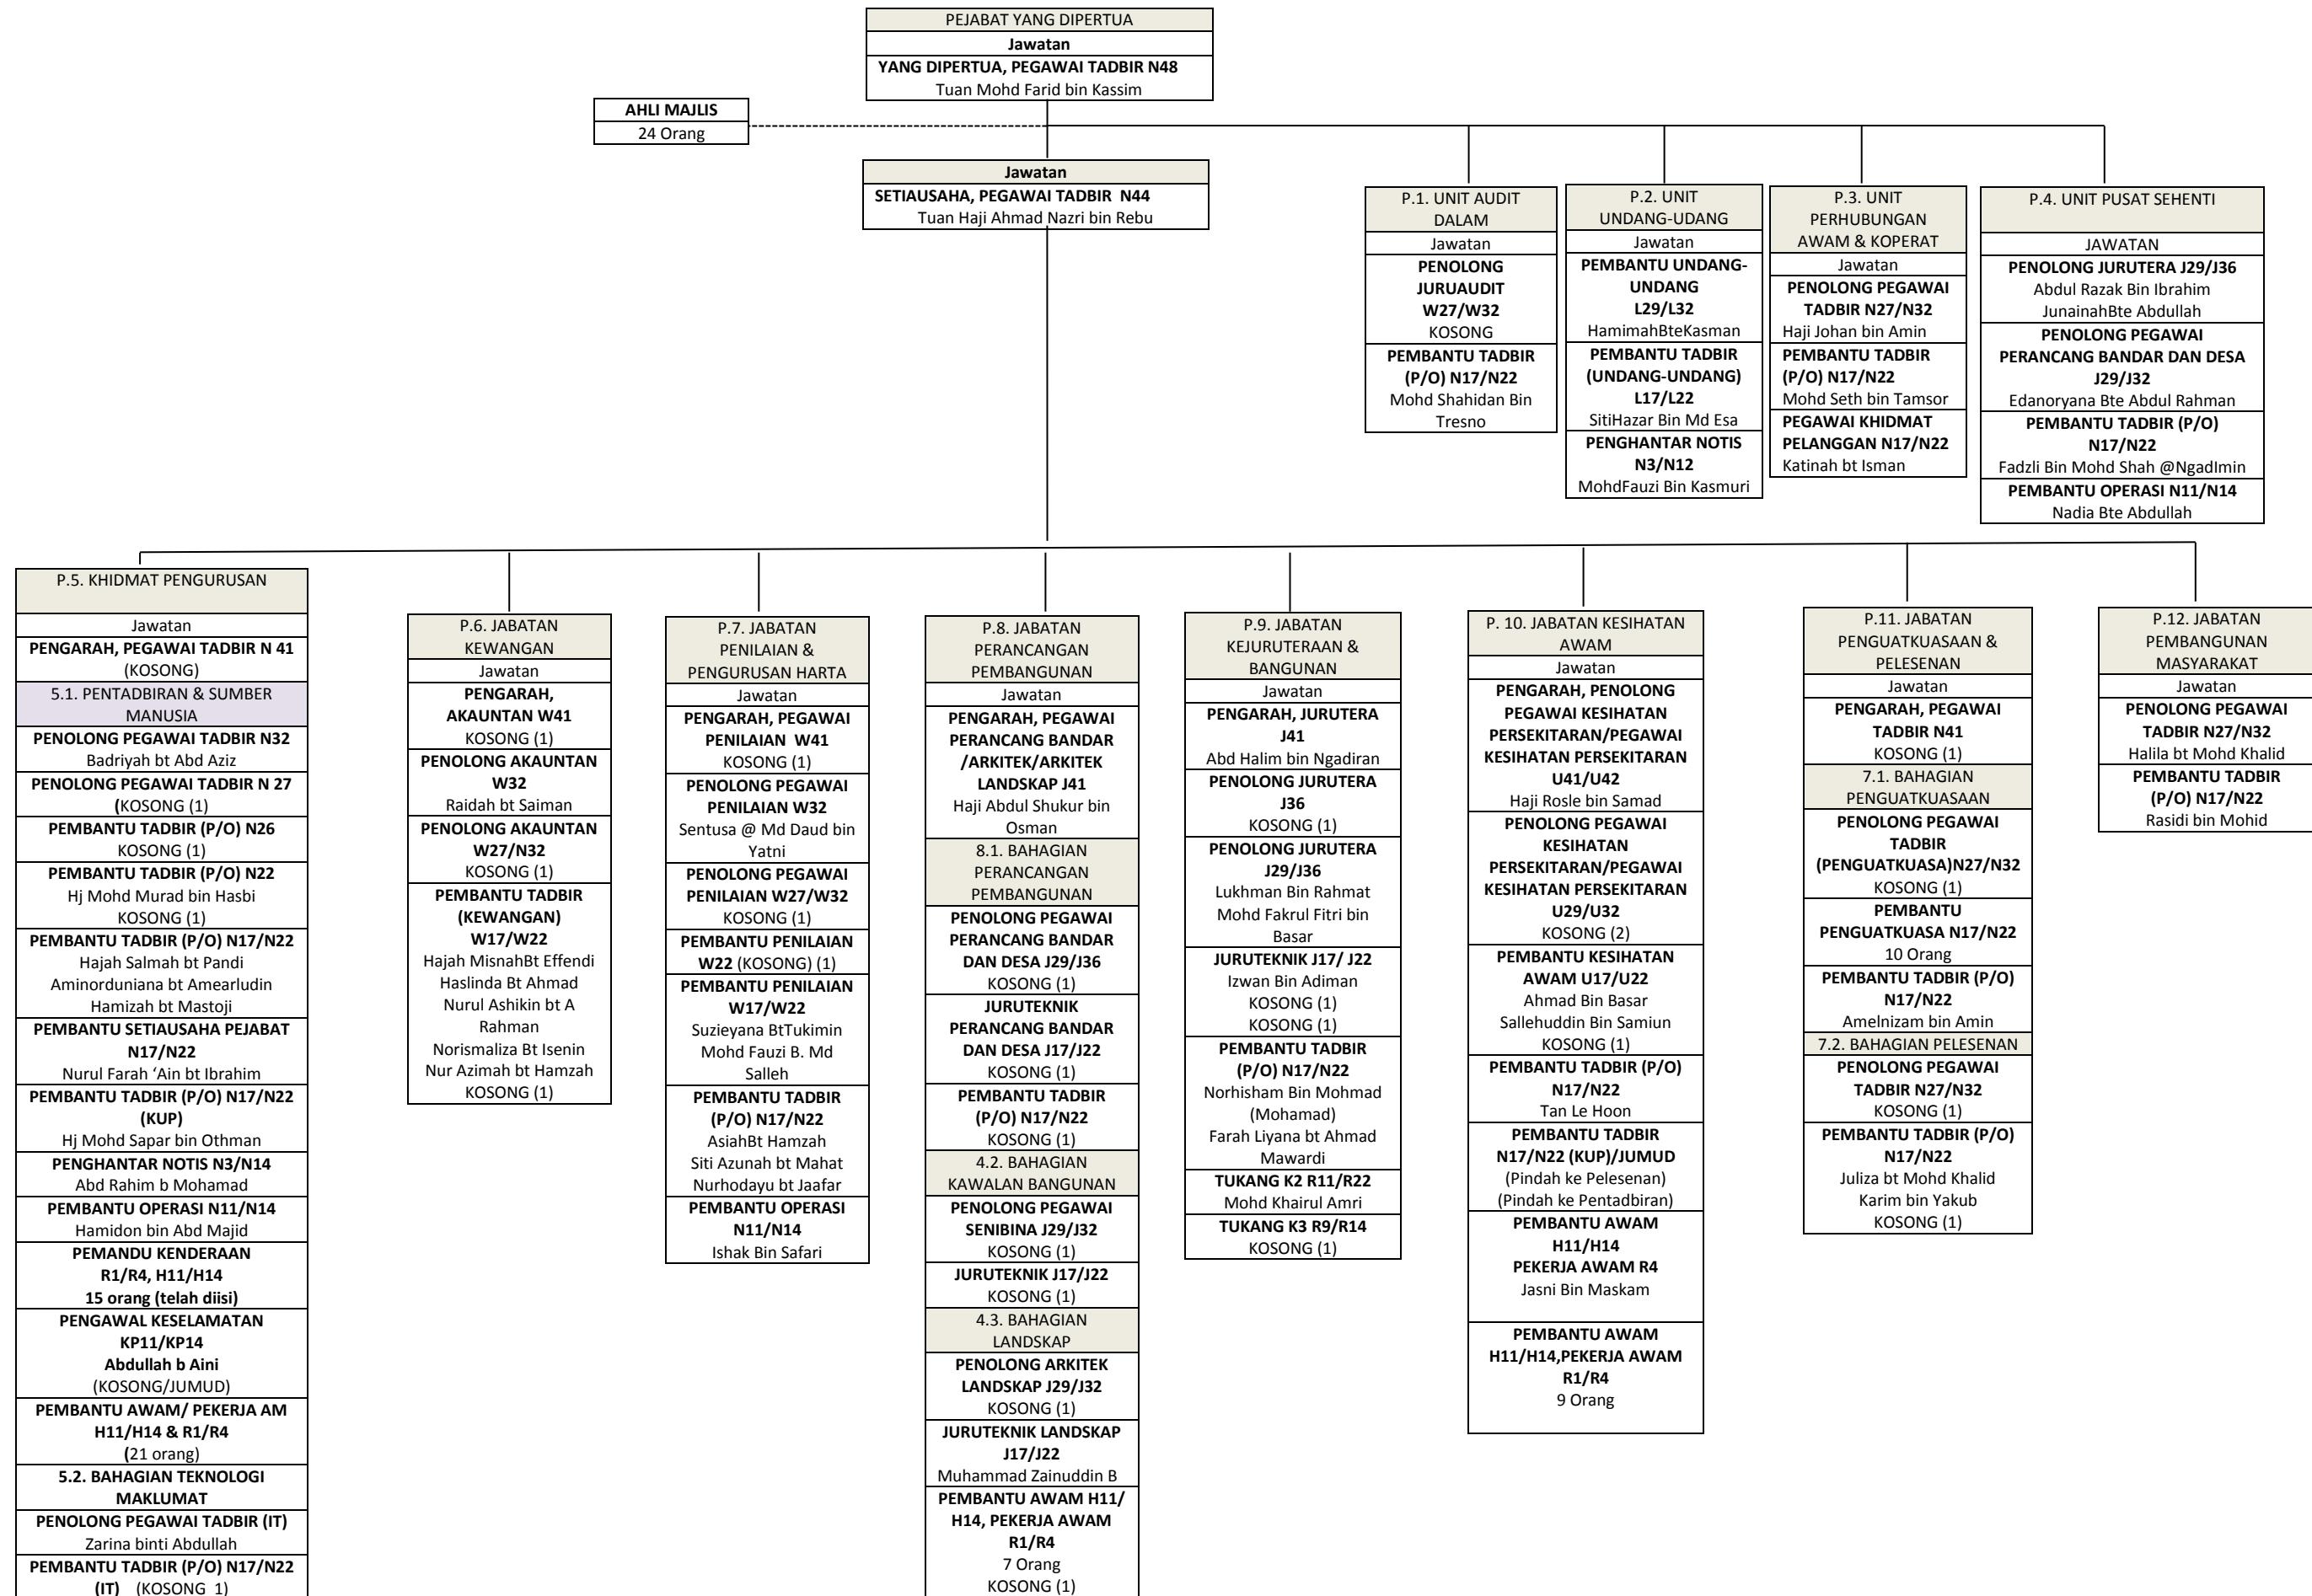 PEJABAT YANG DIPERTUA
Jawatan
YANG DIPERTUA, PEGAWAI TADBIR N48
Tuan Mohd Farid bin Kassim
AHLI MAJLIS
24 Orang
Jawatan
SETIAUSAHA, PEGAWAI TADBIR N44
Tuan Haji Ahmad Nazri bin Rebu
P.1. UNIT AUDIT
DALAM
Jawatan
PENOLONG
JURUAUDIT
W27/W32
KOSONG
PEMBANTU TADBIR
(P/O) N17/N22
Mohd Shahidan Bin
Tresno
P.2. UNIT
UNDANG-UDANG
Jawatan
PEMBANTU UNDANG-
UNDANG
L29/L32
HamimahBteKasman
PEMBANTU TADBIR
(UNDANG-UNDANG)
L17/L22
SitiHazar Bin Md Esa
PENGHANTAR NOTIS
N3/N12
MohdFauzi Bin Kasmuri
P.3. UNIT
PERHUBUNGAN
AWAM & KOPERAT
Jawatan
PENOLONG PEGAWAI
TADBIR N27/N32
Haji Johan bin Amin
PEMBANTU TADBIR
(P/O) N17/N22
Mohd Seth bin Tamsor
PEGAWAI KHIDMAT
PELANGGAN N17/N22
Katinah bt Isman
P.4. UNIT PUSAT SEHENTI
JAWATAN
PENOLONG JURUTERA J29/J36
Abdul Razak Bin Ibrahim
JunainahBte Abdullah
PENOLONG PEGAWAI
PERANCANG BANDAR DAN DESA
J29/J32
Edanoryana Bte Abdul Rahman
PEMBANTU TADBIR (P/O)
N17/N22
Fadzli Bin Mohd Shah @NgadImin
PEMBANTU OPERASI N11/N14
Nadia Bte Abdullah
P.5. KHIDMAT PENGURUSAN
Jawatan
PENGARAH, PEGAWAI TADBIR N 41
(KOSONG)
5.1. PENTADBIRAN & SUMBER
MANUSIA
PENOLONG PEGAWAI TADBIR N32
Badriyah bt Abd Aziz
PENOLONG PEGAWAI TADBIR N 27
(KOSONG (1)
PEMBANTU TADBIR (P/O) N26
KOSONG (1)
PEMBANTU TADBIR (P/O) N22
Hj Mohd Murad bin Hasbi
KOSONG (1)
PEMBANTU TADBIR (P/O) N17/N22
Hajah Salmah bt Pandi
Aminorduniana bt Amearludin
Hamizah bt Mastoji
PEMBANTU SETIAUSAHA PEJABAT
N17/N22
Nurul Farah ‘Ain bt Ibrahim
PEMBANTU TADBIR (P/O) N17/N22
(KUP)
Hj Mohd Sapar bin Othman
PENGHANTAR NOTIS N3/N14
Abd Rahim b Mohamad
PEMBANTU OPERASI N11/N14
Hamidon bin Abd Majid
PEMANDU KENDERAAN
R1/R4, H11/H14
15 orang (telah diisi)
PENGAWAL KESELAMATAN
KP11/KP14
Abdullah b Aini
(KOSONG/JUMUD)
PEMBANTU AWAM/ PEKERJA AM
H11/H14 & R1/R4
(21 orang)
5.2. BAHAGIAN TEKNOLOGI
MAKLUMAT
PENOLONG PEGAWAI TADBIR (IT)
Zarina binti Abdullah
PEMBANTU TADBIR (P/O) N17/N22
(IT) (KOSONG 1)
P.6. JABATAN
KEWANGAN
Jawatan
PENGARAH,
AKAUNTAN W41
KOSONG (1)
PENOLONG AKAUNTAN
W32
Raidah bt Saiman
PENOLONG AKAUNTAN
W27/N32
KOSONG (1)
PEMBANTU TADBIR
(KEWANGAN)
W17/W22
Hajah MisnahBt Effendi
Haslinda Bt Ahmad
Nurul Ashikin bt A
Rahman
Norismaliza Bt Isenin
Nur Azimah bt Hamzah
KOSONG (1)
P.7. JABATAN
PENILAIAN &
PENGURUSAN HARTA
Jawatan
PENGARAH, PEGAWAI
PENILAIAN W41
KOSONG (1)
PENOLONG PEGAWAI
PENILAIAN W32
Sentusa @ Md Daud bin
Yatni
PENOLONG PEGAWAI
PENILAIAN W27/W32
KOSONG (1)
PEMBANTU PENILAIAN
W22 (KOSONG) (1)
PEMBANTU PENILAIAN
W17/W22
Suzieyana BtTukimin
Mohd Fauzi B. Md
Salleh
PEMBANTU TADBIR
(P/O) N17/N22
AsiahBt Hamzah
Siti Azunah bt Mahat
Nurhodayu bt Jaafar
PEMBANTU OPERASI
N11/N14
Ishak Bin Safari
P.8. JABATAN
PERANCANGAN
PEMBANGUNAN
Jawatan
PENGARAH, PEGAWAI
PERANCANG BANDAR
/ARKITEK/ARKITEK
LANDSKAP J41
Haji Abdul Shukur bin
Osman
8.1. BAHAGIAN
PERANCANGAN
PEMBANGUNAN
PENOLONG PEGAWAI
PERANCANG BANDAR
DAN DESA J29/J36
KOSONG (1)
JURUTEKNIK
PERANCANG BANDAR
DAN DESA J17/J22
KOSONG (1)
PEMBANTU TADBIR
(P/O) N17/N22
KOSONG (1)
4.2. BAHAGIAN
KAWALAN BANGUNAN
PENOLONG PEGAWAI
SENIBINA J29/J32
KOSONG (1)
JURUTEKNIK J17/J22
KOSONG (1)
4.3. BAHAGIAN
LANDSKAP
PENOLONG ARKITEK
LANDSKAP J29/J32
KOSONG (1)
JURUTEKNIK LANDSKAP
J17/J22
Muhammad Zainuddin B
PEMBANTU AWAM H11/
H14, PEKERJA AWAM
R1/R4
7 Orang
KOSONG (1)
P.9. JABATAN
KEJURUTERAAN &
BANGUNAN
Jawatan
PENGARAH, JURUTERA
J41
Abd Halim bin Ngadiran
PENOLONG JURUTERA
J36
KOSONG (1)
PENOLONG JURUTERA
J29/J36
Lukhman Bin Rahmat
Mohd Fakrul Fitri bin
Basar
JURUTEKNIK J17/ J22
Izwan Bin Adiman
KOSONG (1)
KOSONG (1)
PEMBANTU TADBIR
(P/O) N17/N22
Norhisham Bin Mohmad
(Mohamad)
Farah Liyana bt Ahmad
Mawardi
TUKANG K2 R11/R22
Mohd Khairul Amri
TUKANG K3 R9/R14
KOSONG (1)
P. 10. JABATAN KESIHATAN
AWAM
Jawatan
PENGARAH, PENOLONG
PEGAWAI KESIHATAN
PERSEKITARAN/PEGAWAI
KESIHATAN PERSEKITARAN
U41/U42
Haji Rosle bin Samad
PENOLONG PEGAWAI
KESIHATAN
PERSEKITARAN/PEGAWAI
KESIHATAN PERSEKITARAN
U29/U32
KOSONG (2)
PEMBANTU KESIHATAN
AWAM U17/U22
Ahmad Bin Basar
Sallehuddin Bin Samiun
KOSONG (1)
PEMBANTU TADBIR (P/O)
N17/N22
Tan Le Hoon
PEMBANTU TADBIR
N17/N22 (KUP)/JUMUD
(Pindah ke Pelesenan)
(Pindah ke Pentadbiran)
PEMBANTU AWAM
H11/H14
PEKERJA AWAM R4
Jasni Bin Maskam
PEMBANTU AWAM
H11/H14,PEKERJA AWAM
R1/R4
9 Orang
P.11. JABATAN
PENGUATKUASAAN &
PELESENAN
Jawatan
PENGARAH, PEGAWAI
TADBIR N41
KOSONG (1)
7.1. BAHAGIAN
PENGUATKUASAAN
PENOLONG PEGAWAI
TADBIR
(PENGUATKUASA)N27/N32
KOSONG (1)
PEMBANTU
PENGUATKUASA N17/N22
10 Orang
PEMBANTU TADBIR (P/O)
N17/N22
Amelnizam bin Amin
7.2. BAHAGIAN PELESENAN
PENOLONG PEGAWAI
TADBIR N27/N32
KOSONG (1)
PEMBANTU TADBIR (P/O)
N17/N22
Juliza bt Mohd Khalid
Karim bin Yakub
KOSONG (1)
P.12. JABATAN
PEMBANGUNAN
MASYARAKAT
Jawatan
PENOLONG PEGAWAI
TADBIR N27/N32
Halila bt Mohd Khalid
PEMBANTU TADBIR
(P/O) N17/N22
Rasidi bin Mohid